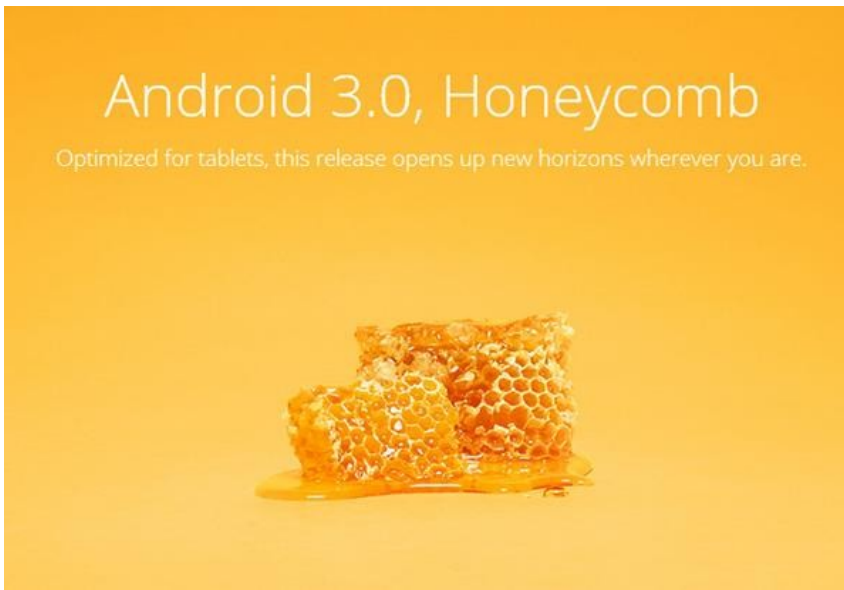 Android 3.0, Honeycomb
Optimized for tablets, this release opens up new horizons wherever you are.